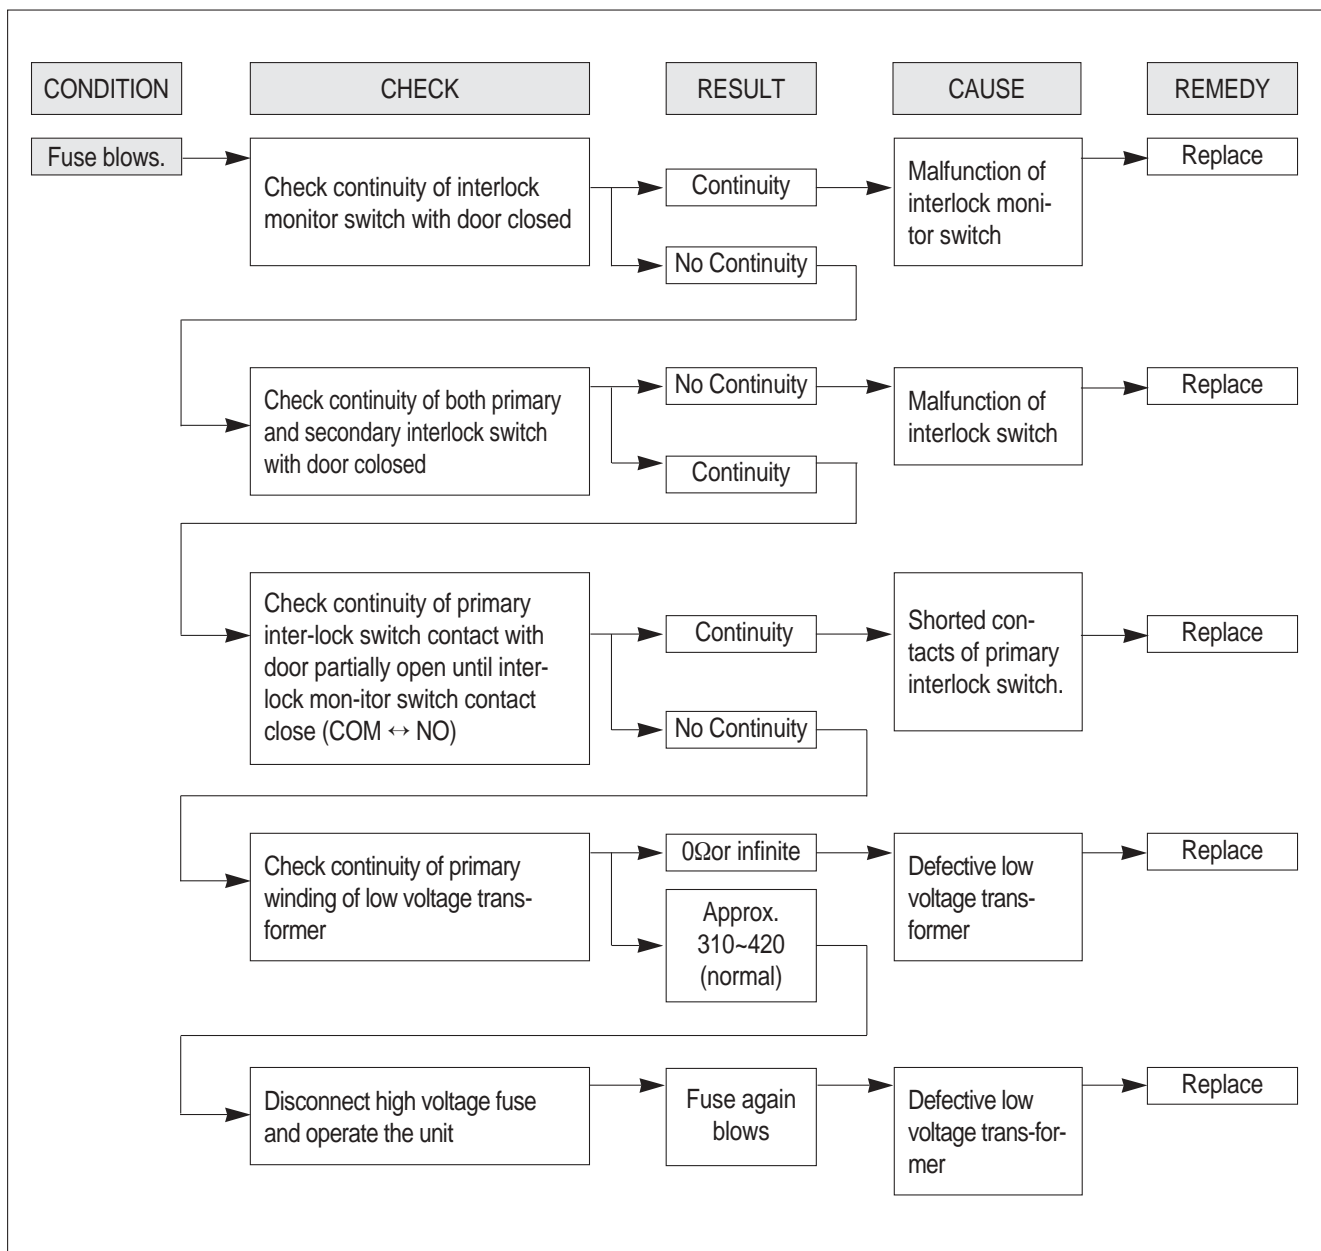 CONDITION
CHECK
RESULT
CAUSE
REMEDY
Fuse blows.
Check continuity of interlock
monitor switch with door closed
Continuity
Malfunction of
interlock moni-
tor switch
Replace
No Continuity
Check continuity of both primary
and secondary interlock switch
with door colosed
No Continuity
Malfunction of
interlock switch
Replace
Continuity
Check continuity of primary
inter-lock switch contact with
door partially open until inter-
lock mon-itor switch contact
close (COM ↔ NO)
Continuity
Shorted con-
tacts of primary
interlock switch.
Replace
No Continuity
Check continuity of primary
winding of low voltage trans-
former
0Ωor infinite
Defective low
voltage trans-
former
Replace
Approx.
310~420
(normal)
Disconnect high voltage fuse
and operate the unit
Fuse again
blows
Defective low
voltage trans-for-
mer
Replace